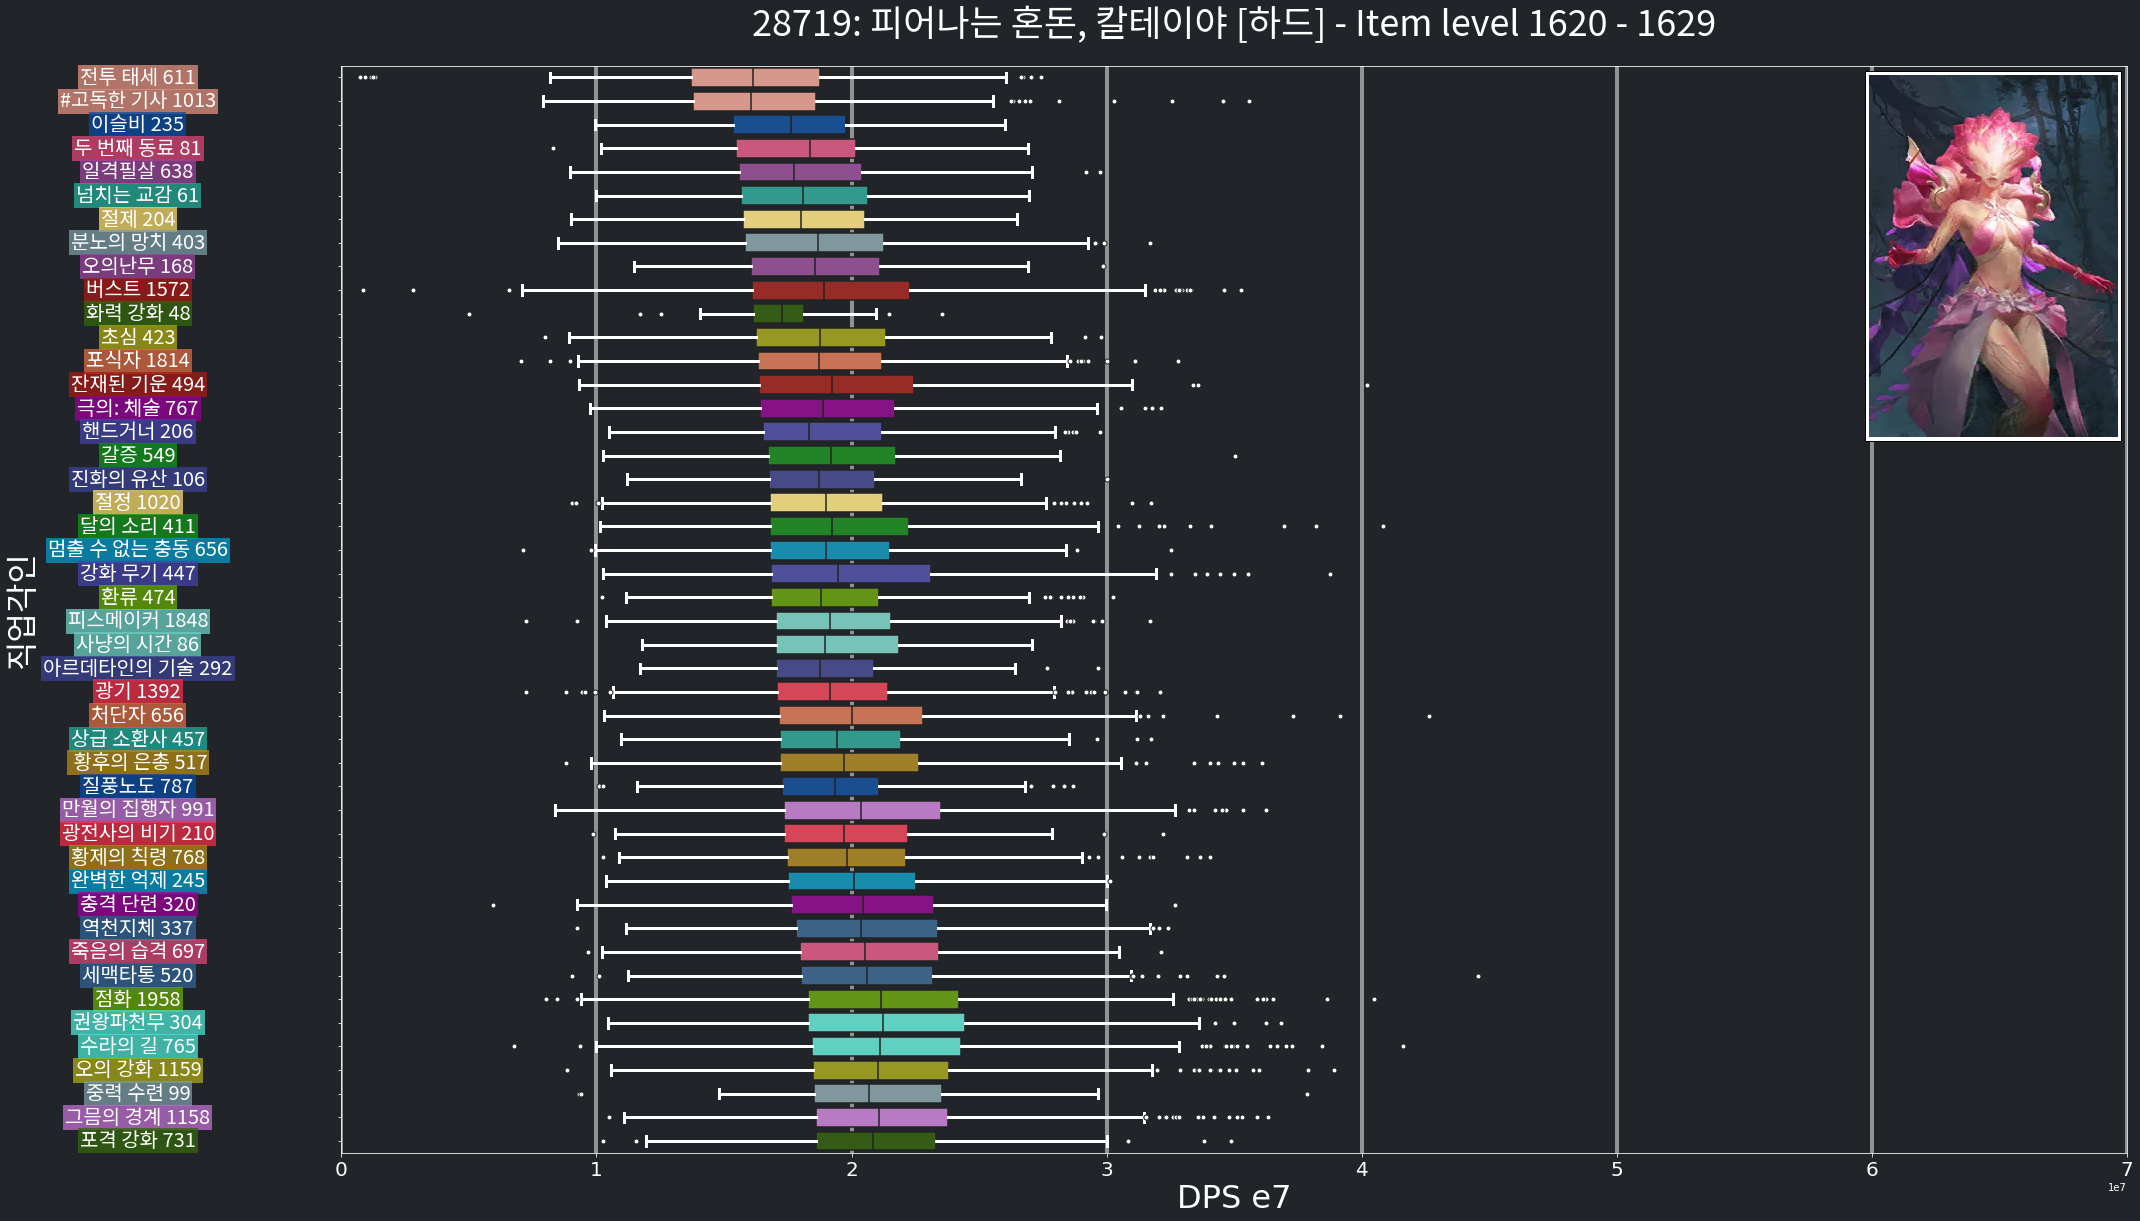 28719: 피어나는 혼돈, 칼테이야 [하드] - Item level 1620 - 1629
직업각인
전투 태세 611
#고독한 기사 1013
이슬비 235
두 번째 동료 81
일격필살 638
넘치는 교감 61
절제 204
분노의 망치 403
오의난무 168
버스트 1572
화력 강화 48
초심 423
포식자 1814
잔재된 기운 494
극의: 체술 767
핸드거너 206
갈증 549
진화의 유산 106
절정 1020
달의 소리 411
멈출 수 없는 충동 656
강화 무기 447
환류 474
피스메이커 1848
사냥의 시간 86
아르데타인의 기술 292
광기 1392
처단자 656
상급 소환사 457
황후의 은총 517
질풍노도 787
만월의 집행자 991
광전사의 비기 210
황제의 칙령 768
완벽한 억제 245
충격 단련 320
역천지체 337
죽음의 습격 697
세맥타통 520
점화 1958
권왕파천무 304
수라의 길 765
오의 강화 1159
중력 수련 99
그믐의 경계 1158
포격 강화 731
0 1 2 3 4 5 6 7
DPS e7
1e7